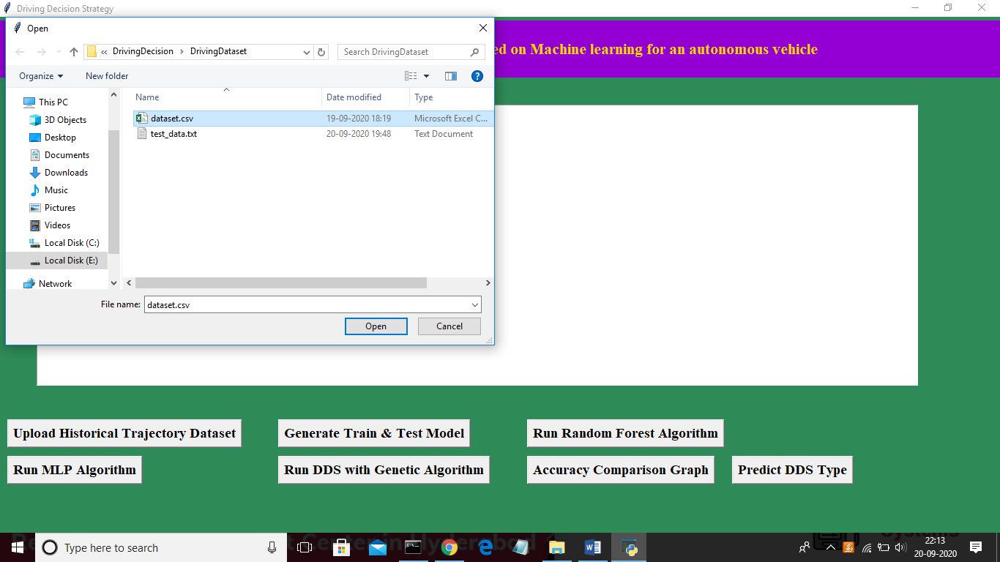 Driving Decision Strategy
Open
ed on Machine learning for an autonomous vehicle
« DrivingDecision > DrivingDataset
Search DrivingDataset
Organize
New folder
Name
Date modified
Type
This PC
3D Objects
Desktop
Documents
Downloads
Music
Pictures
Videos
Local Disk (C:)
Local Disk (E:)
Network
dataset.csv 19-09-2020 18:19 Microsoft Excel C...
test_data.txt 20-09-2020 19:48 Text Document
File name: dataset.csv
Open
Cancel
Upload Historical Trajectory Dataset
Generate Train & Test Model
Run Random Forest Algorithm
Run MLP Algorithm
Run DDS with Genetic Algorithm
Accuracy Comparison Graph
Predict DDS Type
Type here to search
22:13
20-09-2020